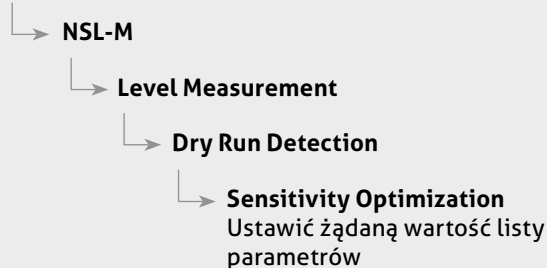 NSL-M
Level Measurement
Dry Run Detection
Sensitivity Optimization
Ustawić żądaną wartość listy
parametrów